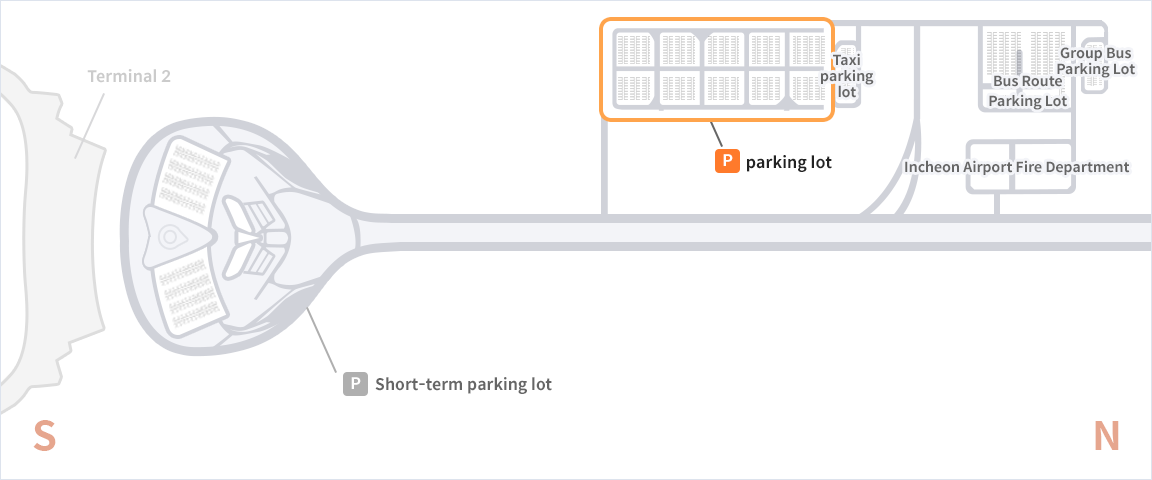 Terminal 2
Taxi
parking
lot
Bus Route
Parking Lot
Group Bus
Parking Lot
P parking lot
Incheon Airport Fire Department
P Short-term parking lot
S
N